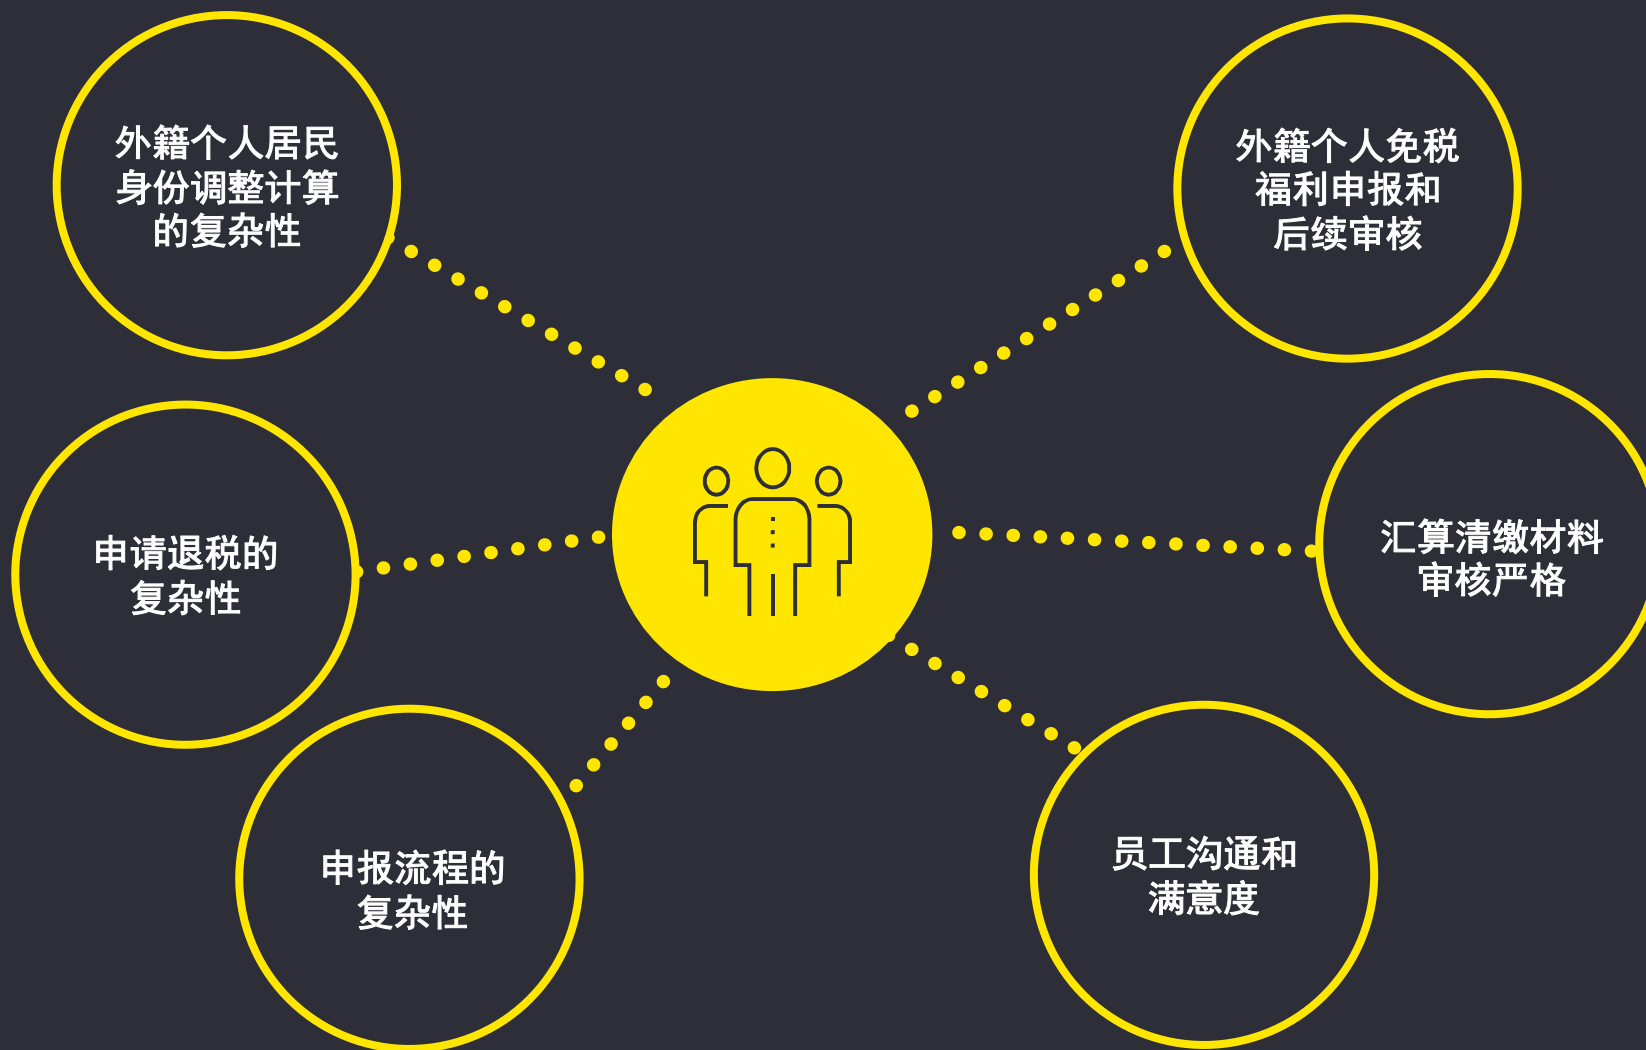 外籍个人居民
身份调整计算
的复杂性
外籍个人免税
福利申报和
后续审核
申请退税的
复杂性
汇算清缴材料
审核严格
申报流程的
复杂性
员工沟通和
满意度